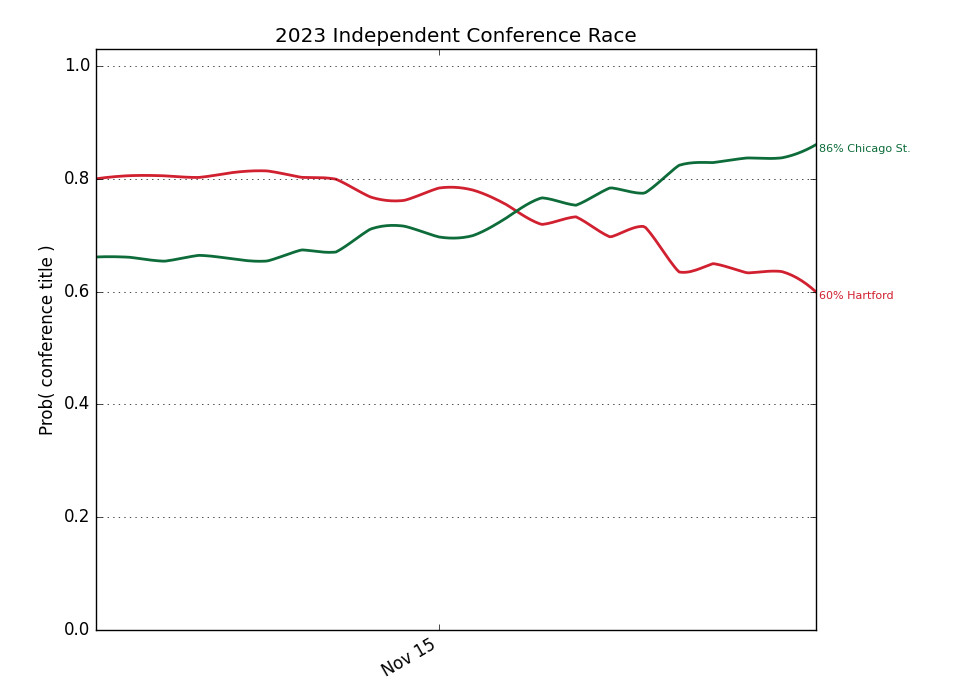 2023 Independent Conference Race
1.0
0.8
0.6
0.4
0.2
0.0
Prob( conference title )
Nov 15
86% Chicago St.
60% Hartford